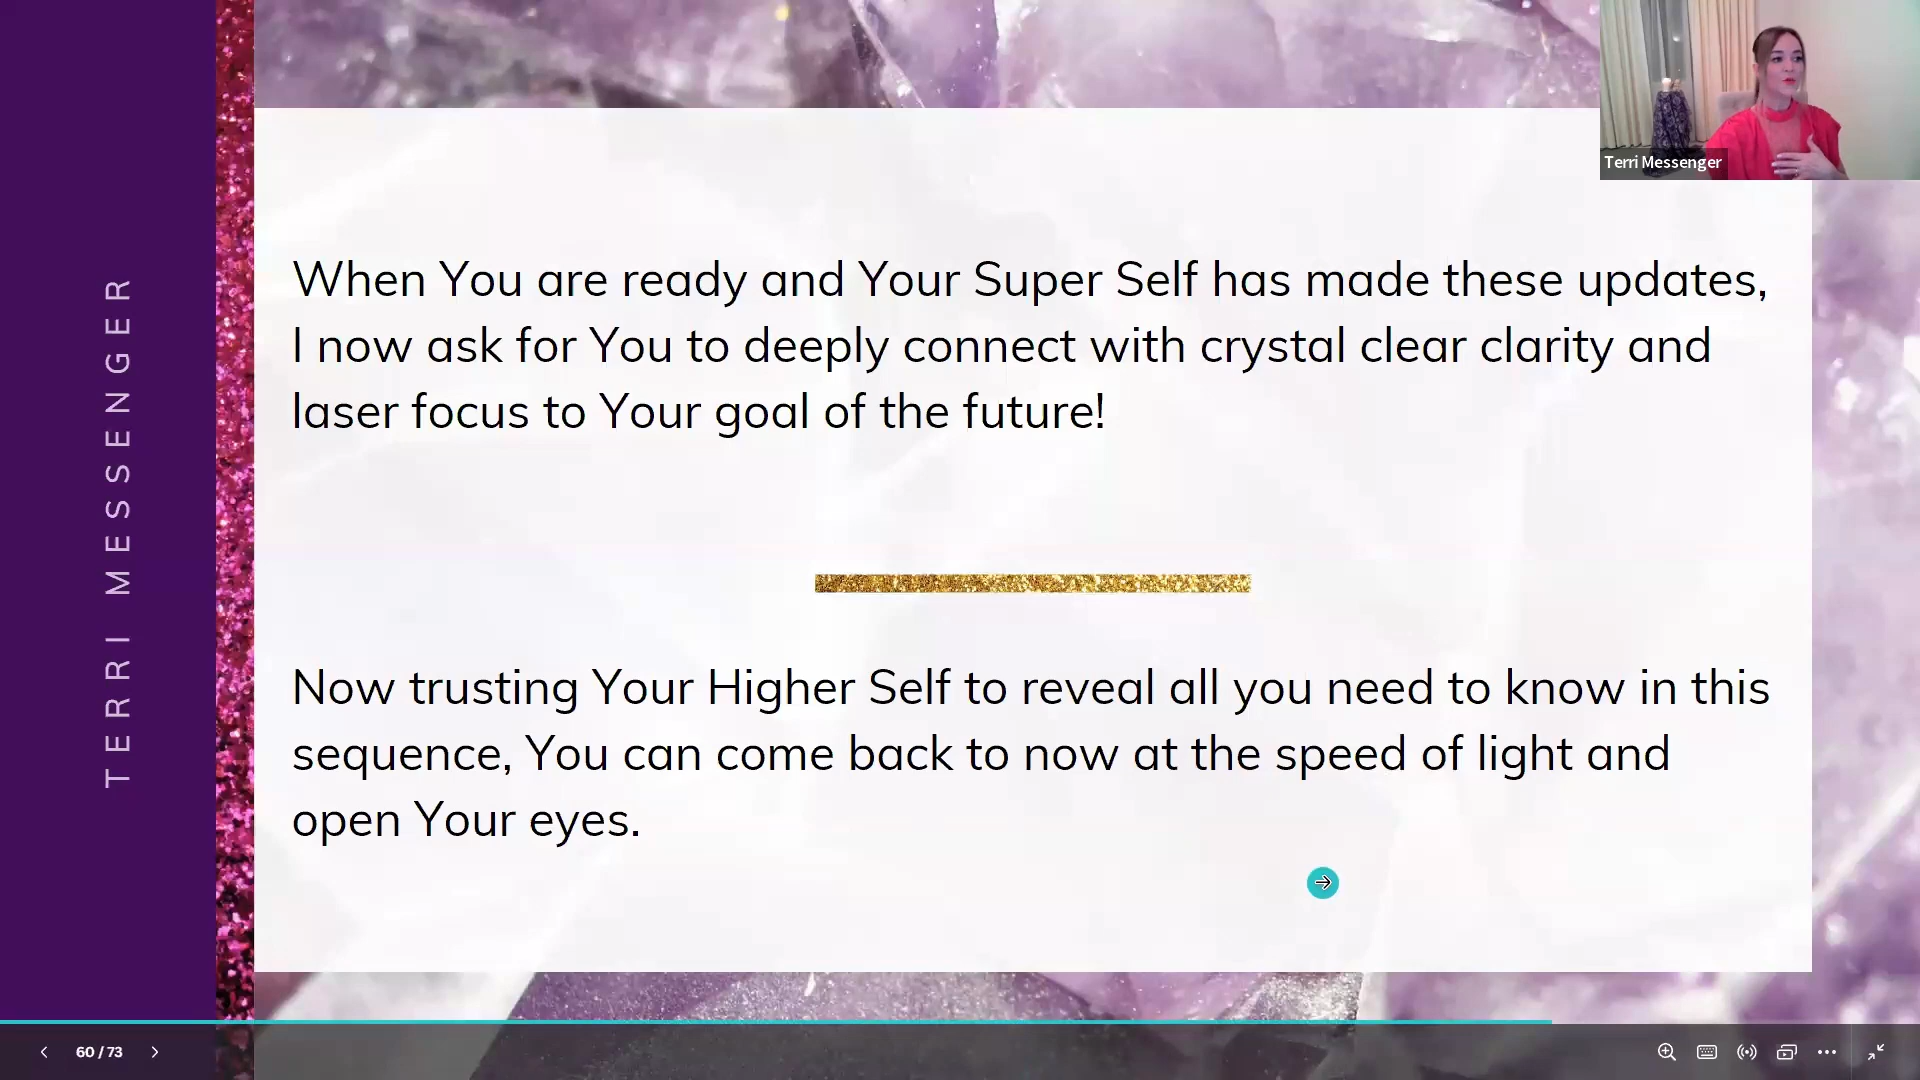 TERRI MESSENGER
Terri Messenger
When You are ready and Your Super Self has made these updates,
I now ask for You to deeply connect with crystal clear clarity and
laser focus to Your goal of the future!
Now trusting Your Higher Self to reveal all you need to know in this
sequence, You can come back to now at the speed of light and
open Your eyes.
60 / 73